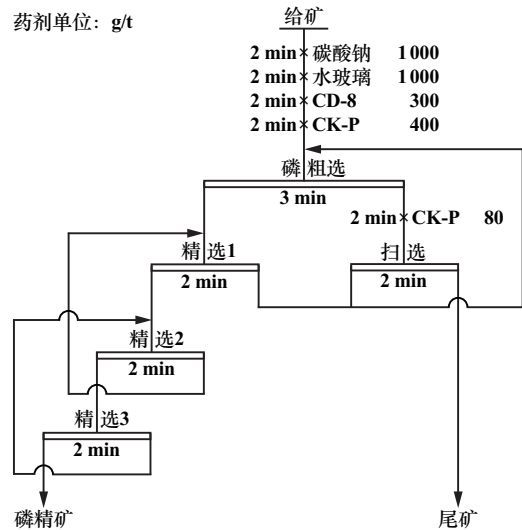 药剂单位：g/t
给矿
2 min 碳酸钠 1 000
2 min 水玻璃 1 000
2 min CD-8 300
2 min CK-P 400
磷粗选
3 min
2 min CK-P 80
精选1
扫选
2 min
2 min
精选2
2 min
精选3
2 min
磷精矿
尾矿